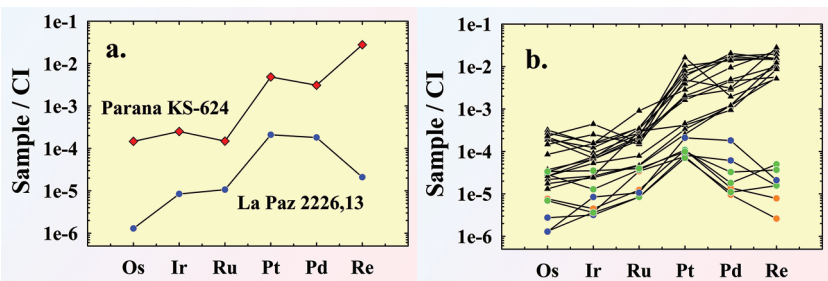 Sample / CI
1e-1
1e-2
1e-3
1e-4
1e-5
1e-6
a.
Parana KS-624
La Paz 2226,13
Os Ir Ru Pt Pd Re
Sample / CI
1e-1
1e-2
1e-3
1e-4
1e-5
1e-6
b.
Os Ir Ru Pt Pd Re